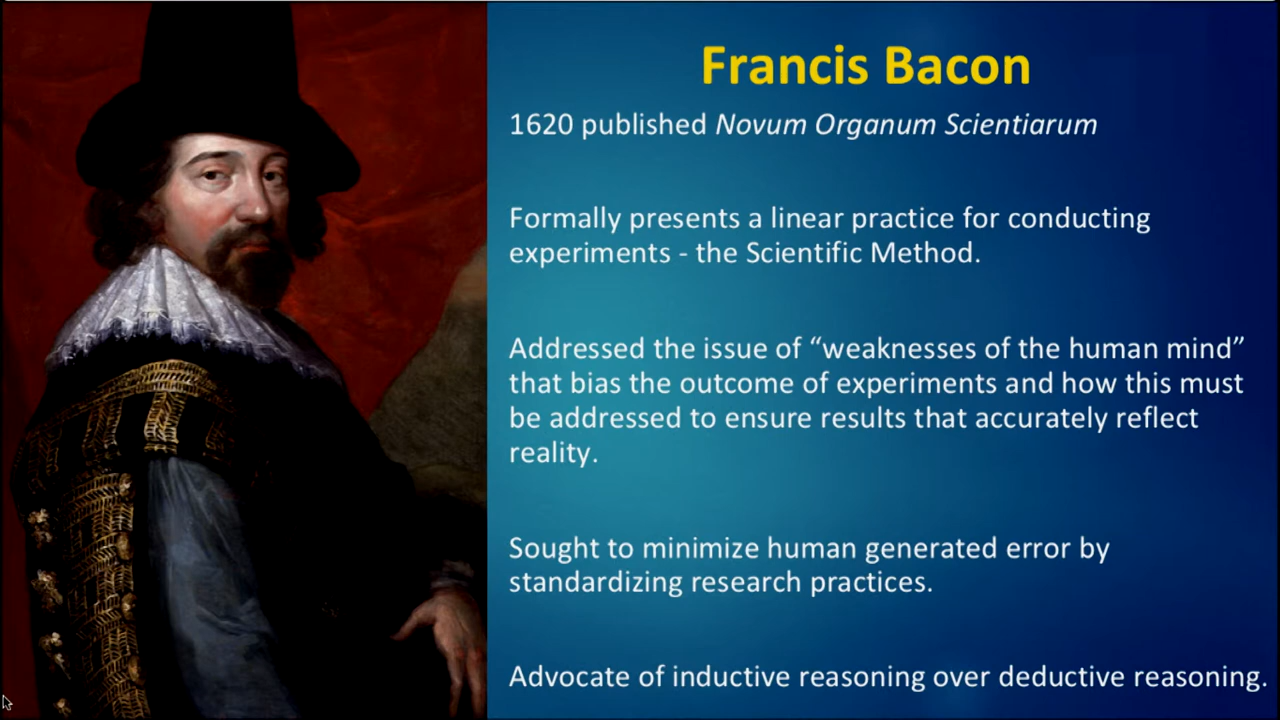 Francis Bacon
1620 published Novum Organum Scientiarum
Formally presents a linear practice for conducting
experiments - the Scientific Method.
Addressed the issue of “weaknesses of the human mind”
that bias the outcome of experiments and how this must
be addressed to ensure results that accurately reflect
reality.
Sought to minimize human generated error by
standardizing research practices.
Advocate of inductive reasoning over deductive reasoning.